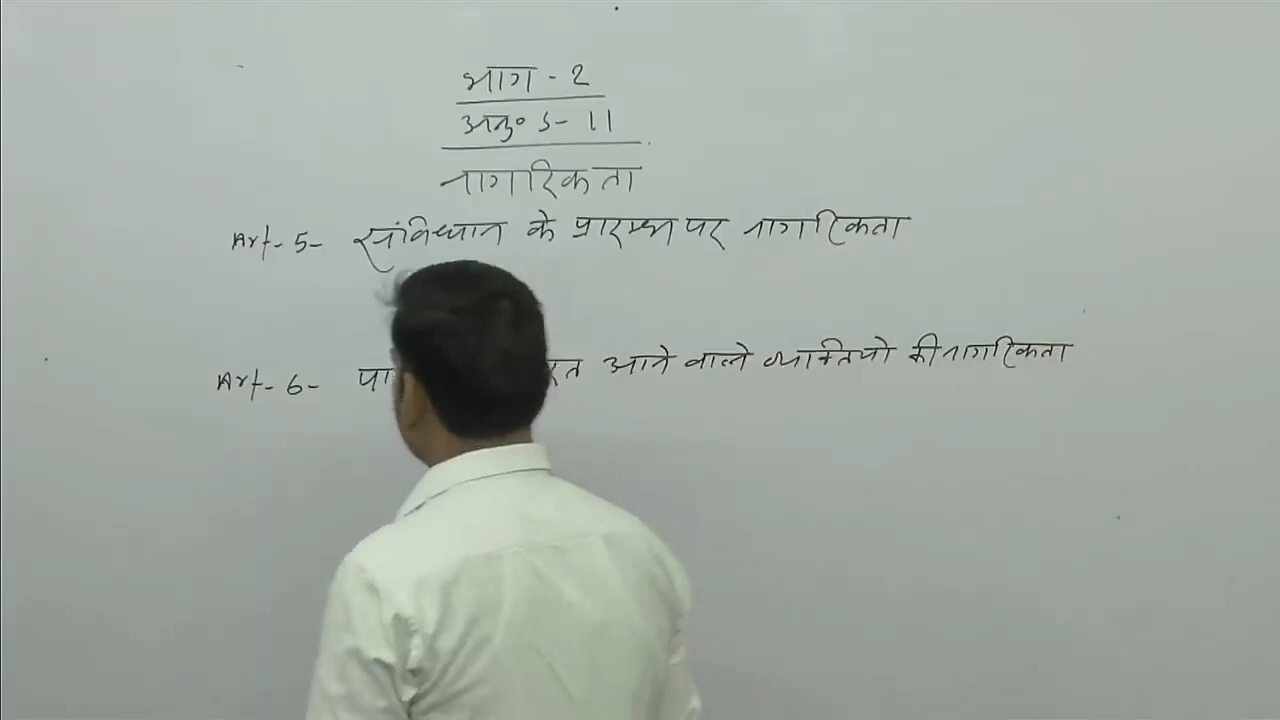 भाग - 2
अनु० 5 - 11
नागरिकता
Art - 5 - संविधान के प्रारम्भ पर नागरिकता
Art - 6 - आने वाले व्यक्तियो की नागरिकता